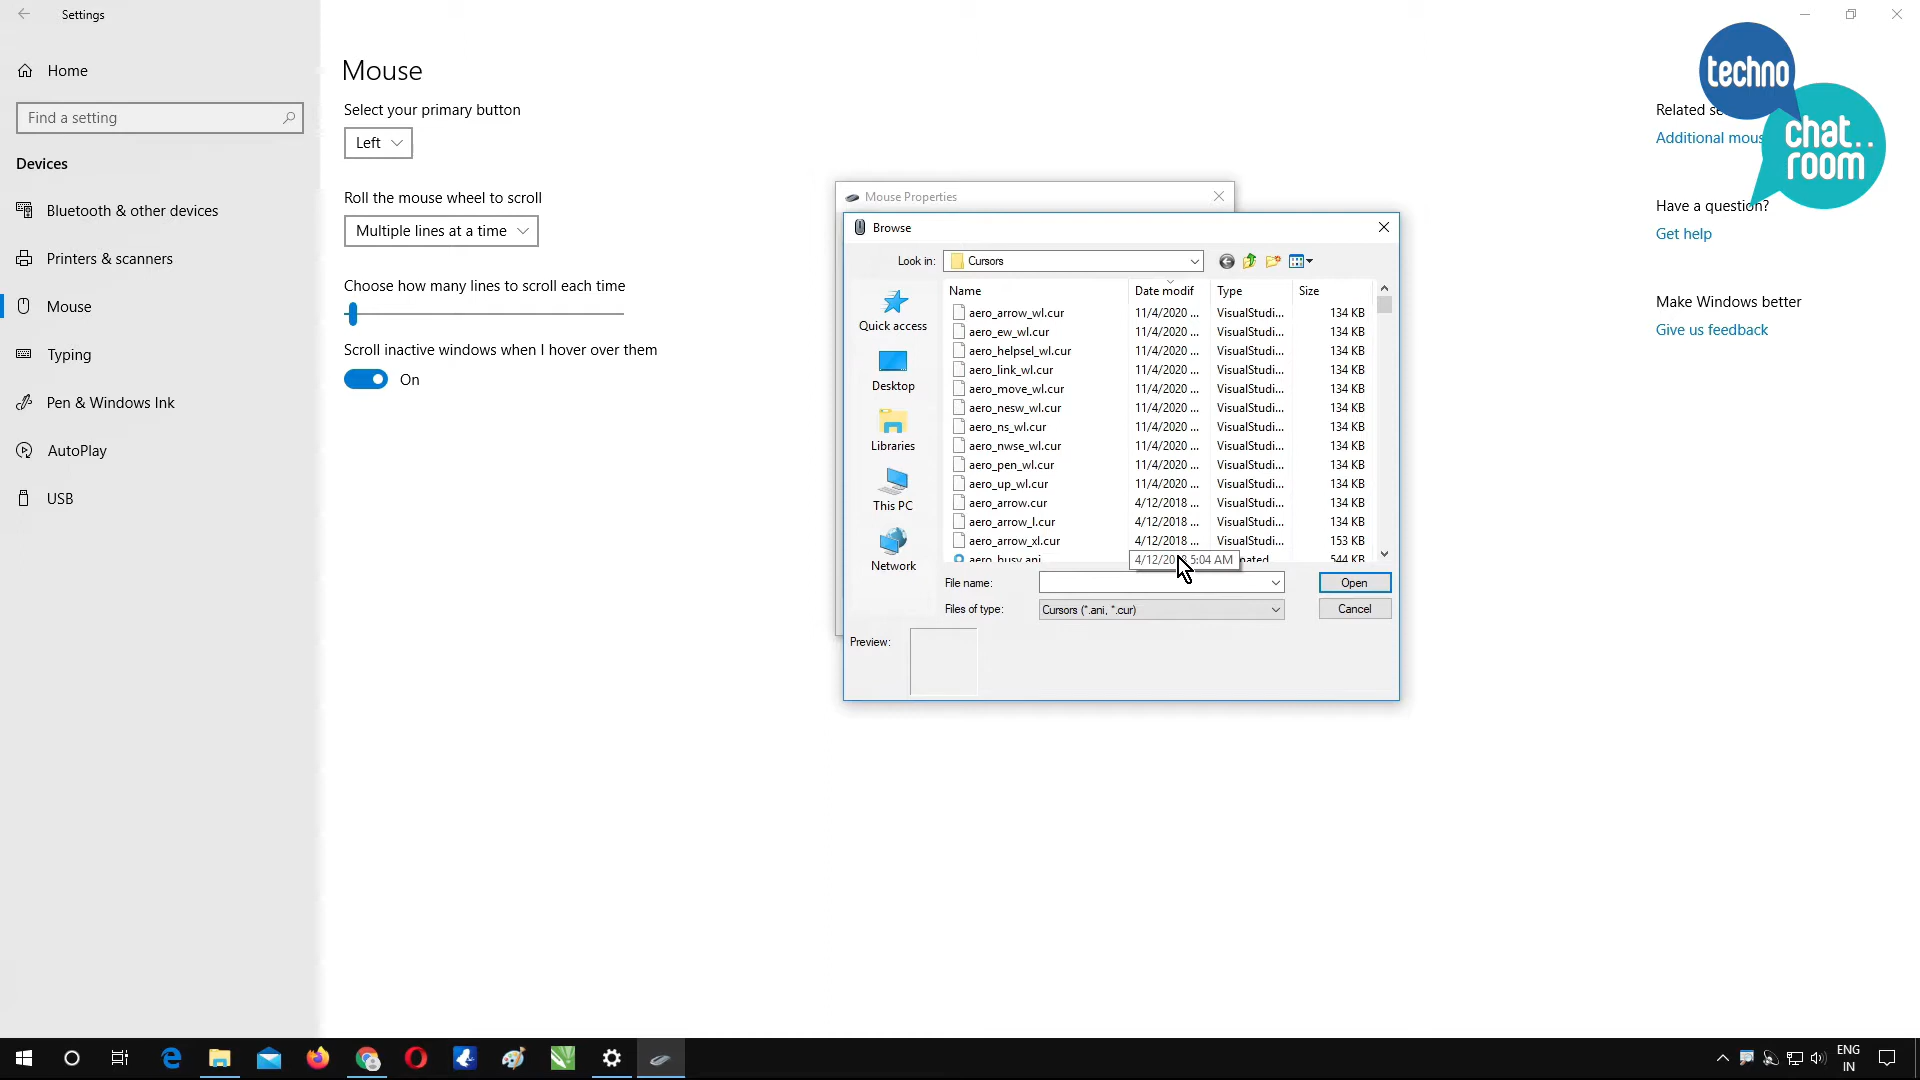 Settings
Home
Find a setting
Devices
Bluetooth & other devices
Printers & scanners
Mouse
Typing
Pen & Windows Ink
AutoPlay
USB
Mouse
Select your primary button
Left
Roll the mouse wheel to scroll
Multiple lines at a time
Choose how many lines to scroll each time
Scroll inactive windows when I hover over them
On
Mouse Properties
Browse
Look in: Cursors
Quick access
Desktop
Libraries
This PC
Network
Name Date modif Type Size
aero_arrow_wl.cur 11/4/2020 ... VisualStudi... 134 KB
aero_ew_wl.cur 11/4/2020 ... VisualStudi... 134 KB
aero_helpsel_wl.cur 11/4/2020 ... VisualStudi... 134 KB
aero_link_wl.cur 11/4/2020 ... VisualStudi... 134 KB
aero_move_wl.cur 11/4/2020 ... VisualStudi... 134 KB
aero_nesw_wl.cur 11/4/2020 ... VisualStudi... 134 KB
aero_ns_wl.cur 11/4/2020 ... VisualStudi... 134 KB
aero_nwse_wl.cur 11/4/2020 ... VisualStudi... 134 KB
aero_pen_wl.cur 11/4/2020 ... VisualStudi... 134 KB
aero_up_wl.cur 11/4/2020 ... VisualStudi... 134 KB
aero_arrow.cur 4/12/2018 ... VisualStudi... 134 KB
aero_arrow_l.cur 4/12/2018 ... VisualStudi... 134 KB
aero_arrow_xl.cur 4/12/2018 ... VisualStudi... 153 KB
aero_busy.ani 5:04 AM 544 KB
File name:
Open
Files of type: Cursors (*.ani, *.cur)
Cancel
Preview:
techno
chat..
room
Related
Additional
Have a question?
Get help
Make Windows better
Give us feedback
ENG
IN